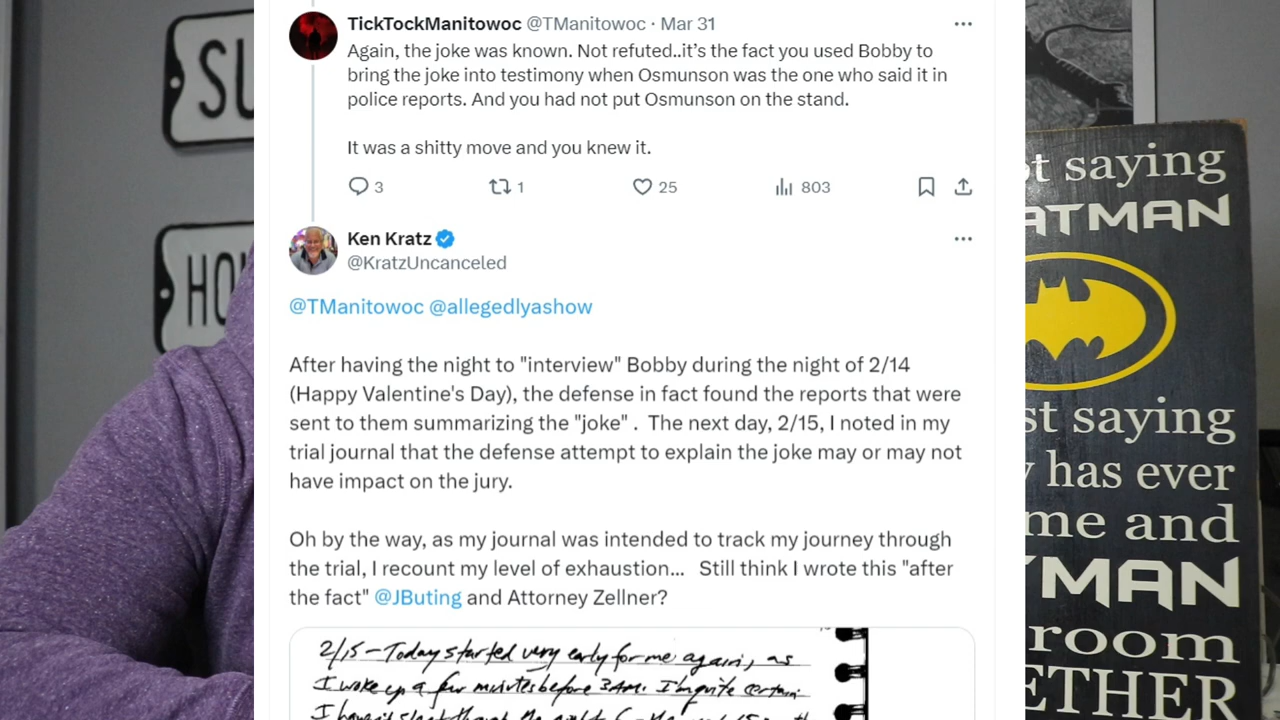 TickTockManitowoc @TManitowoc · Mar 31
Again, the joke was known. Not refuted..it's the fact you used Bobby to
bring the joke into testimony when Osmunson was the one who said it in
police reports. And you had not put Osmunson on the stand.
It was a shitty move and you knew it.
3 1 25 803
Ken Kratz
@KratzUncanceled
@TManitowoc @allegedlyashow
After having the night to "interview" Bobby during the night of 2/14
(Happy Valentine's Day), the defense in fact found the reports that were
sent to them summarizing the "joke" . The next day, 2/15, I noted in my
trial journal that the defense attempt to explain the joke may or may not
have impact on the jury.
Oh by the way, as my journal was intended to track my journey through
the trial, I recount my level of exhaustion... Still think I wrote this "after
the fact" @JButing and Attorney Zellner?
2/15 - Today started very early for me again, as
I woke up a few minutes before 3AM. I'm quite certain
SU
HO
t saying
ATMAN
st saying
has ever
me and
MAN
room
ETHER